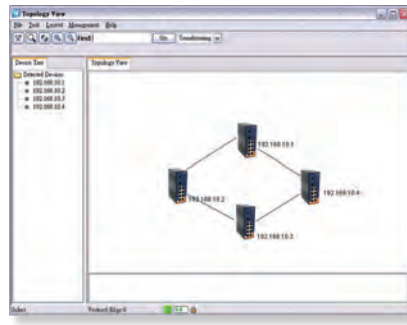 Topology View
File Tool Layout Management Help
Find Go Transforming
Device Tree
Topology View
Detected Devices
192.168.10.1
192.168.10.2
192.168.10.3
192.168.10.4
192.168.10.1
192.168.10.2
192.168.10.4
192.168.10.3
Select